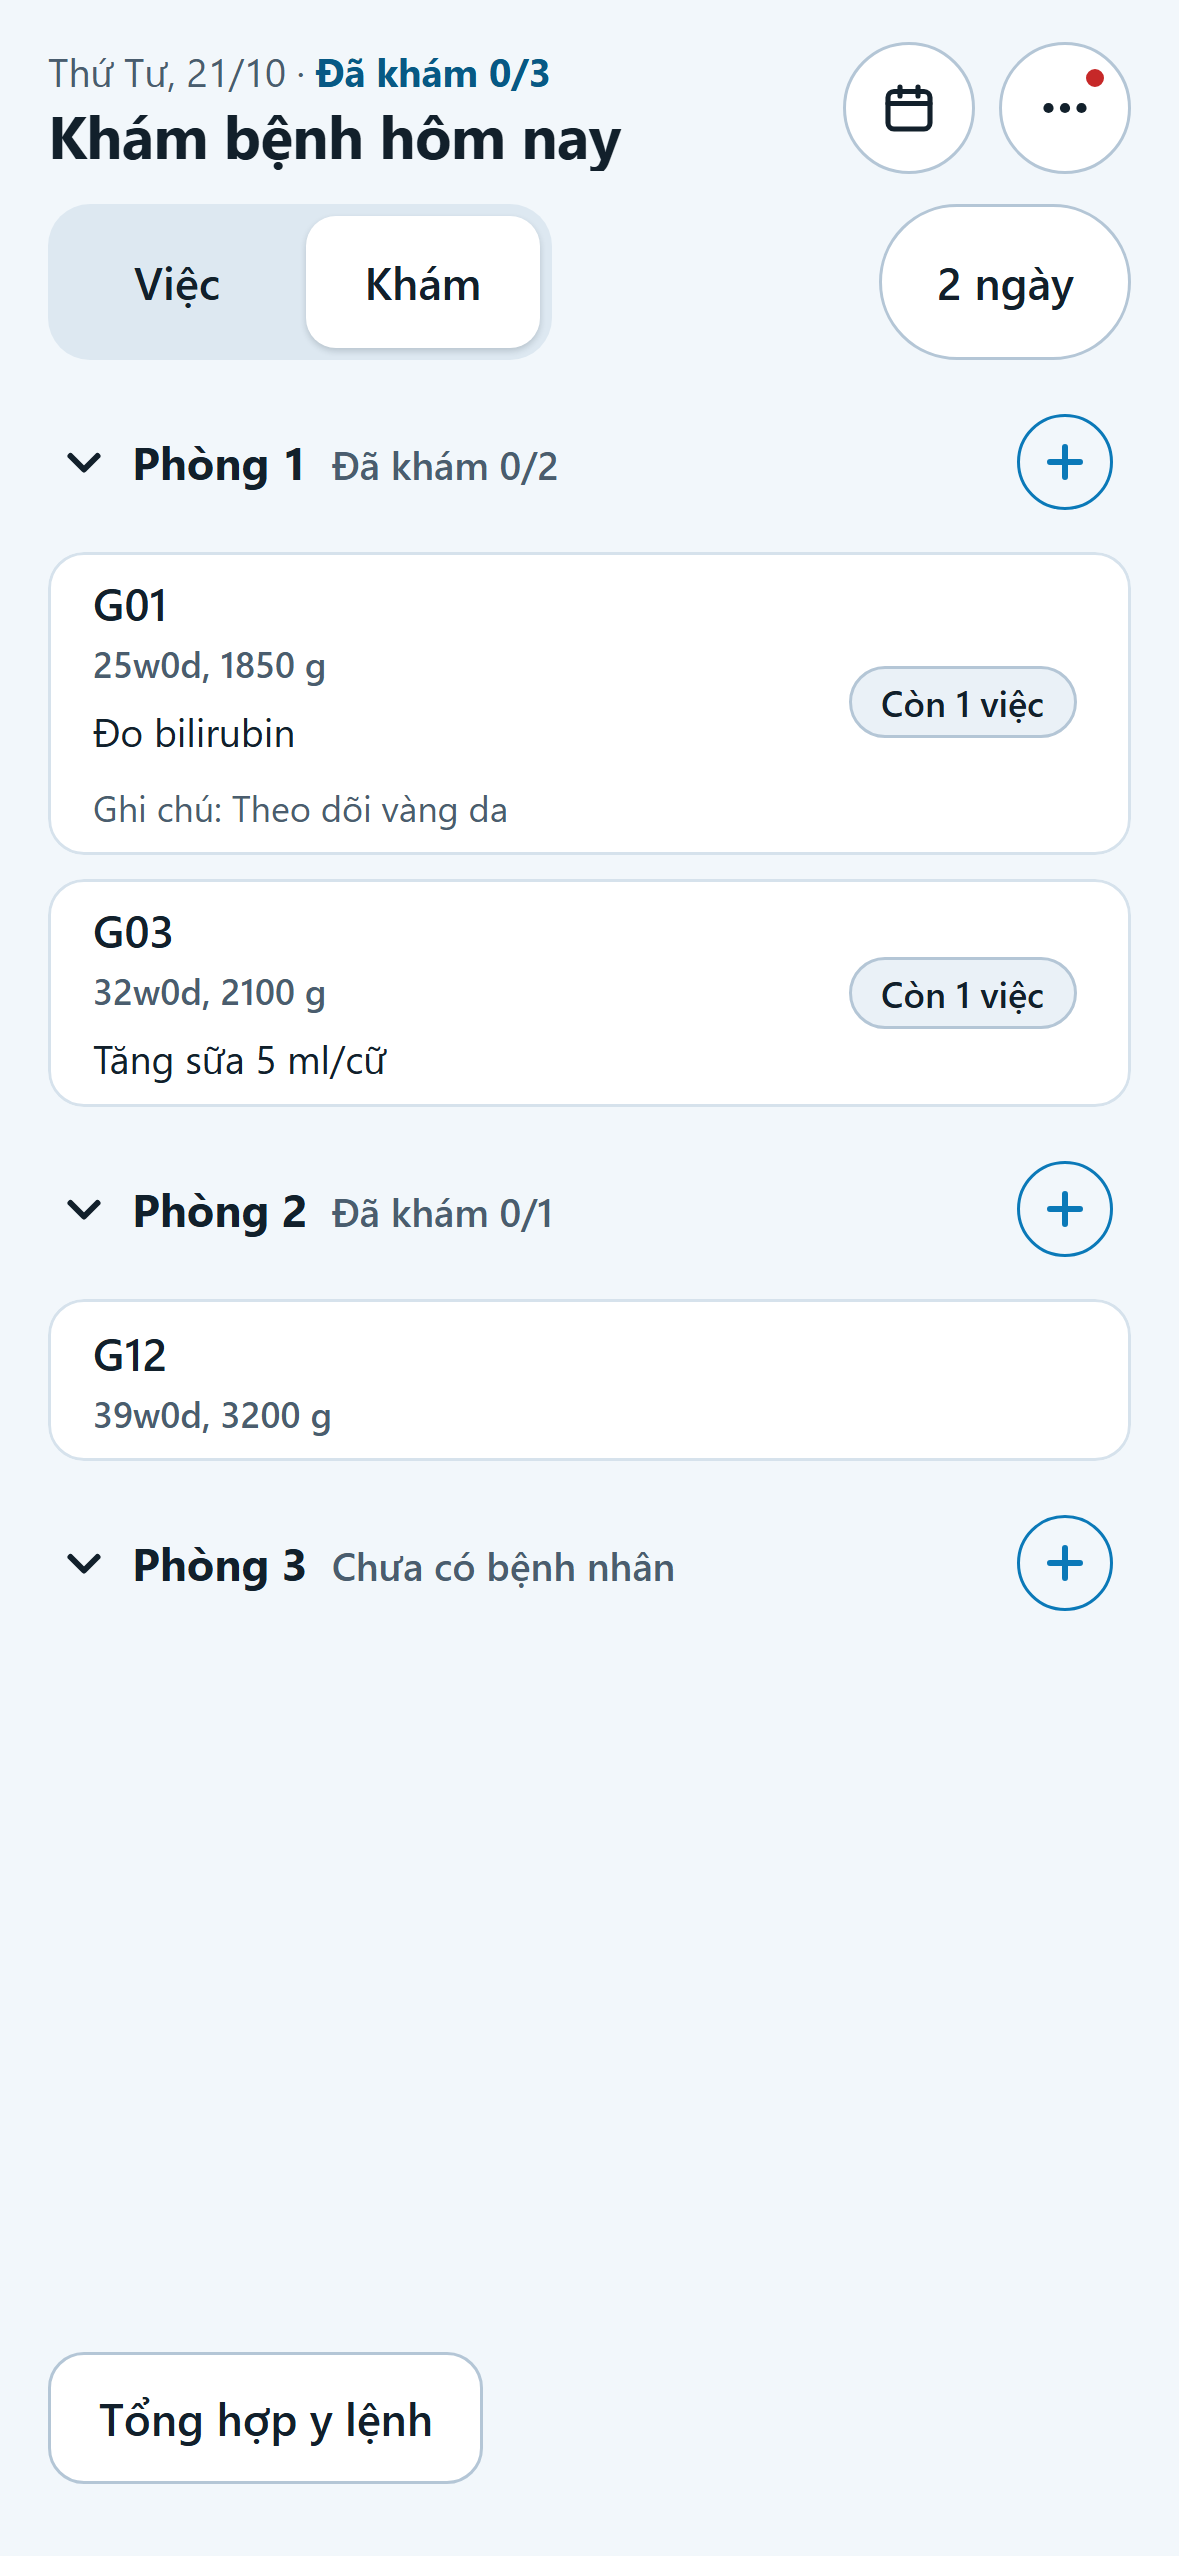 Thứ Tư, 21/10 · Đã khám 0/3
Khám bệnh hôm nay
Việc
Khám
2 ngày
Phòng 1 Đã khám 0/2
G01
25w0d, 1850 g
Còn 1 việc
Đo bilirubin
Ghi chú: Theo dõi vàng da
G03
32w0d, 2100 g
Còn 1 việc
Tăng sữa 5 ml/cữ
Phòng 2 Đã khám 0/1
G12
39w0d, 3200 g
Phòng 3 Chưa có bệnh nhân
Tổng hợp y lệnh